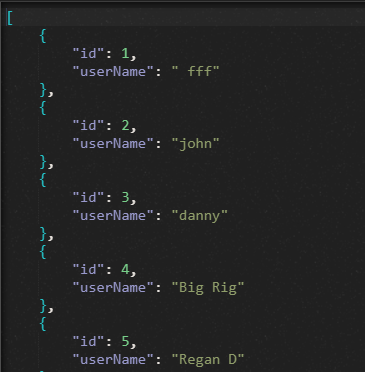 [
    {
        "id": 1,
        "userName": " fff"
    },
    {
        "id": 2,
        "userName": "john"
    },
    {
        "id": 3,
        "userName": "danny"
    },
    {
        "id": 4,
        "userName": "Big Rig"
    },
    {
        "id": 5,
        "userName": "Regan D"